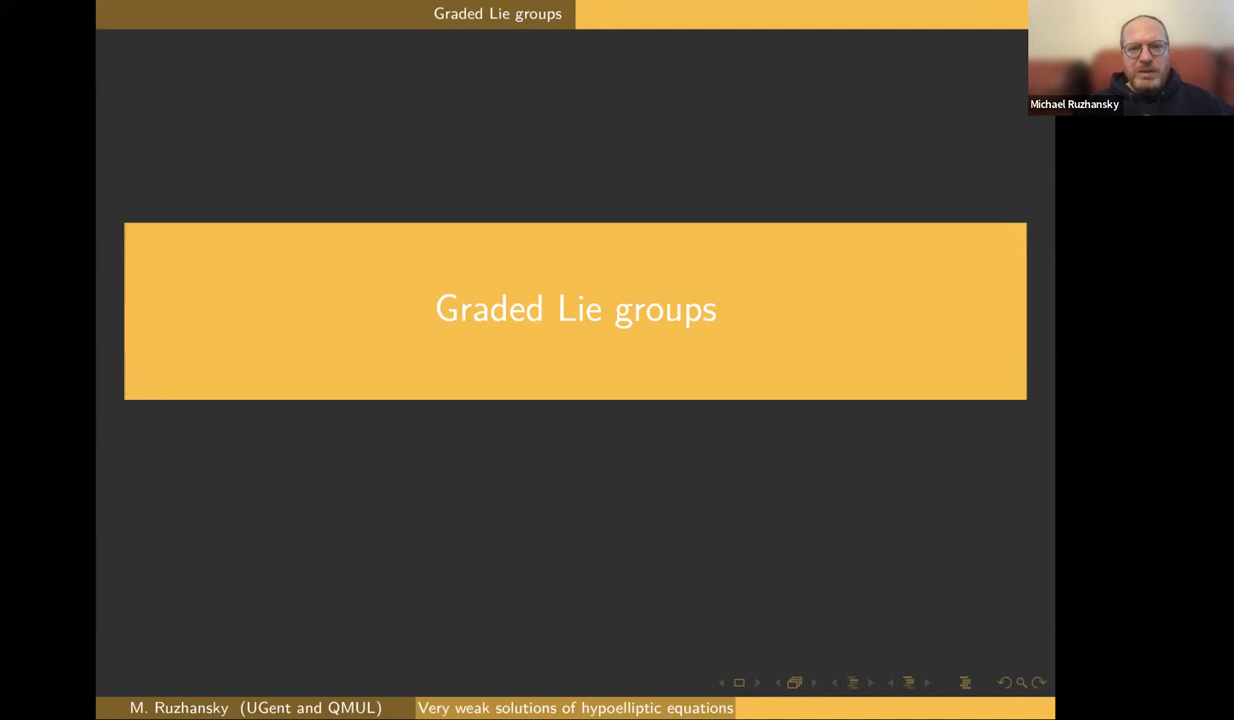 Graded Lie groups
Michael Ruzhansky
Graded Lie groups
M. Ruzhansky (UGent and QMUL)
Very weak solutions of hypoelliptic equations